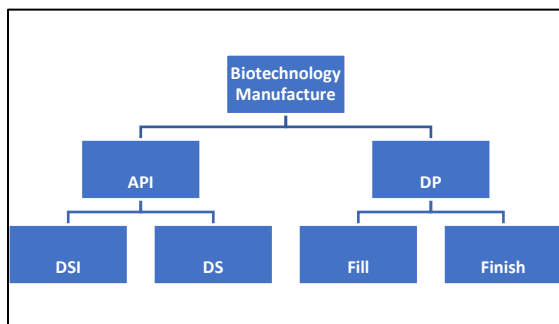 Biotechnology
Manufacture
API
DP
DSI
DS
Fill
Finish